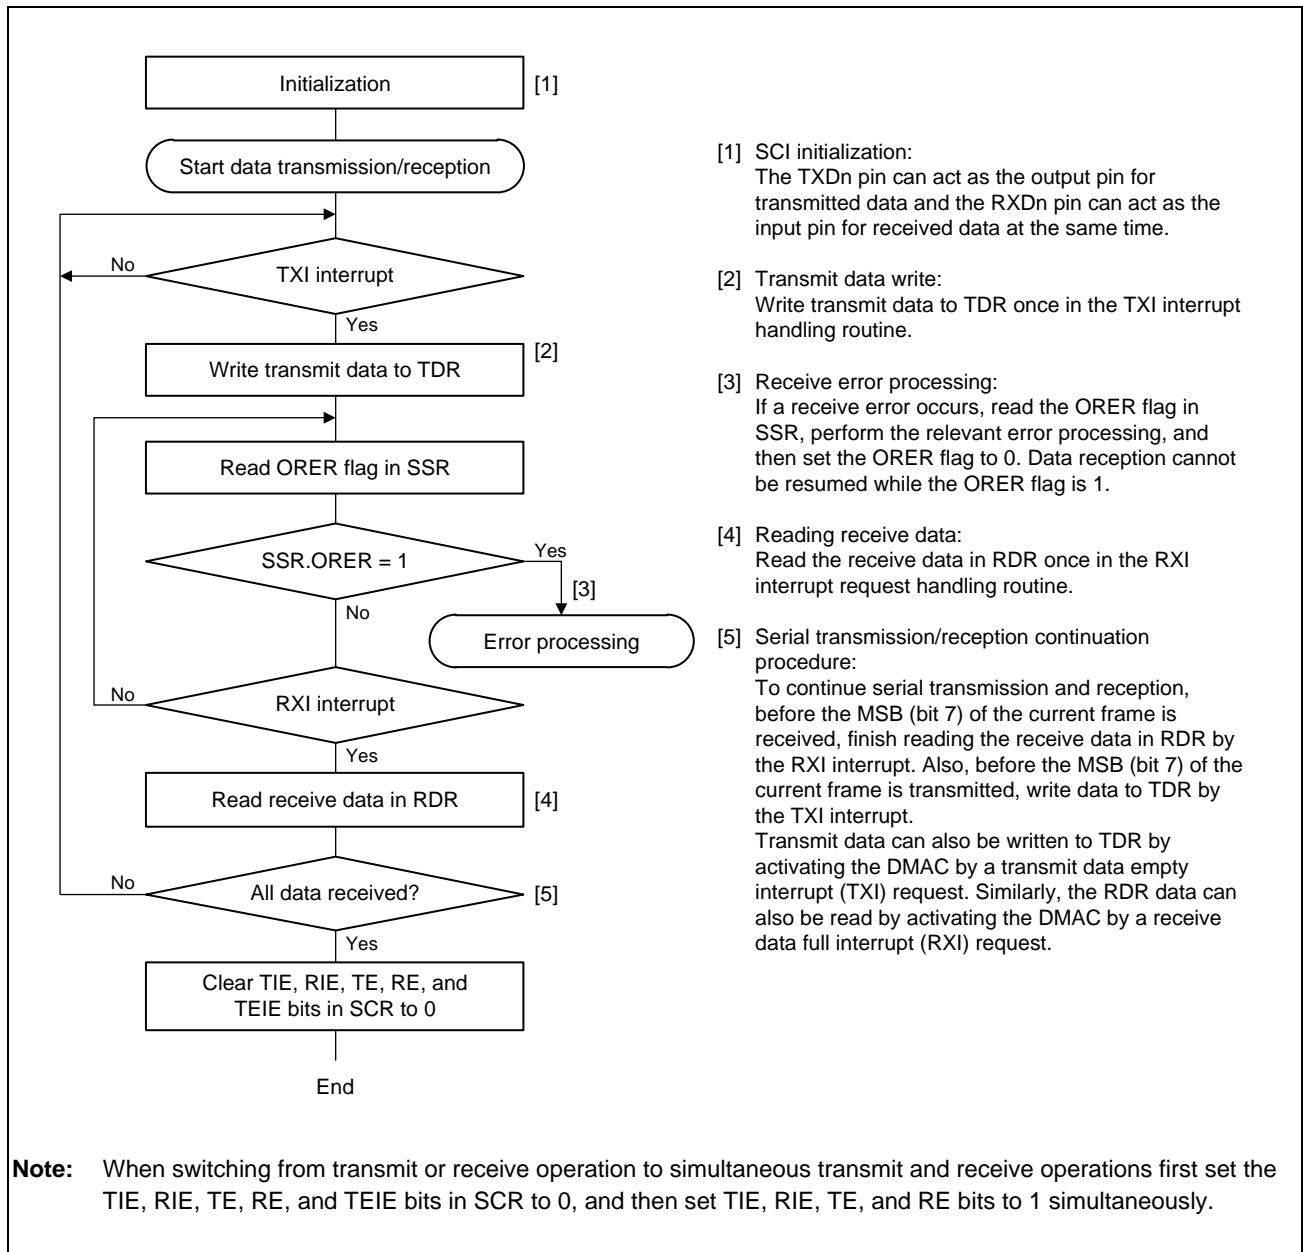 Initialization
[1]
Start data transmission/reception
No
TXI interrupt
Yes
Write transmit data to TDR
[2]
Read ORER flag in SSR
SSR.ORER = 1
Yes
[3]
No
Error processing
No
RXI interrupt
Yes
Read receive data in RDR
[4]
No
All data received?
[5]
Yes
Clear TIE, RIE, TE, RE, and
TEIE bits in SCR to 0
End
[1] SCI initialization:
The TXDn pin can act as the output pin for
transmitted data and the RXDn pin can act as the
input pin for received data at the same time.
[2] Transmit data write:
Write transmit data to TDR once in the TXI interrupt
handling routine.
[3] Receive error processing:
If a receive error occurs, read the ORER flag in
SSR, perform the relevant error processing, and
then set the ORER flag to 0. Data reception cannot
be resumed while the ORER flag is 1.
[4] Reading receive data:
Read the receive data in RDR once in the RXI
interrupt request handling routine.
[5] Serial transmission/reception continuation
procedure:
To continue serial transmission and reception,
before the MSB (bit 7) of the current frame is
received, finish reading the receive data in RDR by
the RXI interrupt. Also, before the MSB (bit 7) of the
current frame is transmitted, write data to TDR by
the TXI interrupt.
Transmit data can also be written to TDR by
activating the DMAC by a transmit data empty
interrupt (TXI) request. Similarly, the RDR data can
also be read by activating the DMAC by a receive
data full interrupt (RXI) request.
Note: When switching from transmit or receive operation to simultaneous transmit and receive operations first set the
TIE, RIE, TE, RE, and TEIE bits in SCR to 0, and then set TIE, RIE, TE, and RE bits to 1 simultaneously.